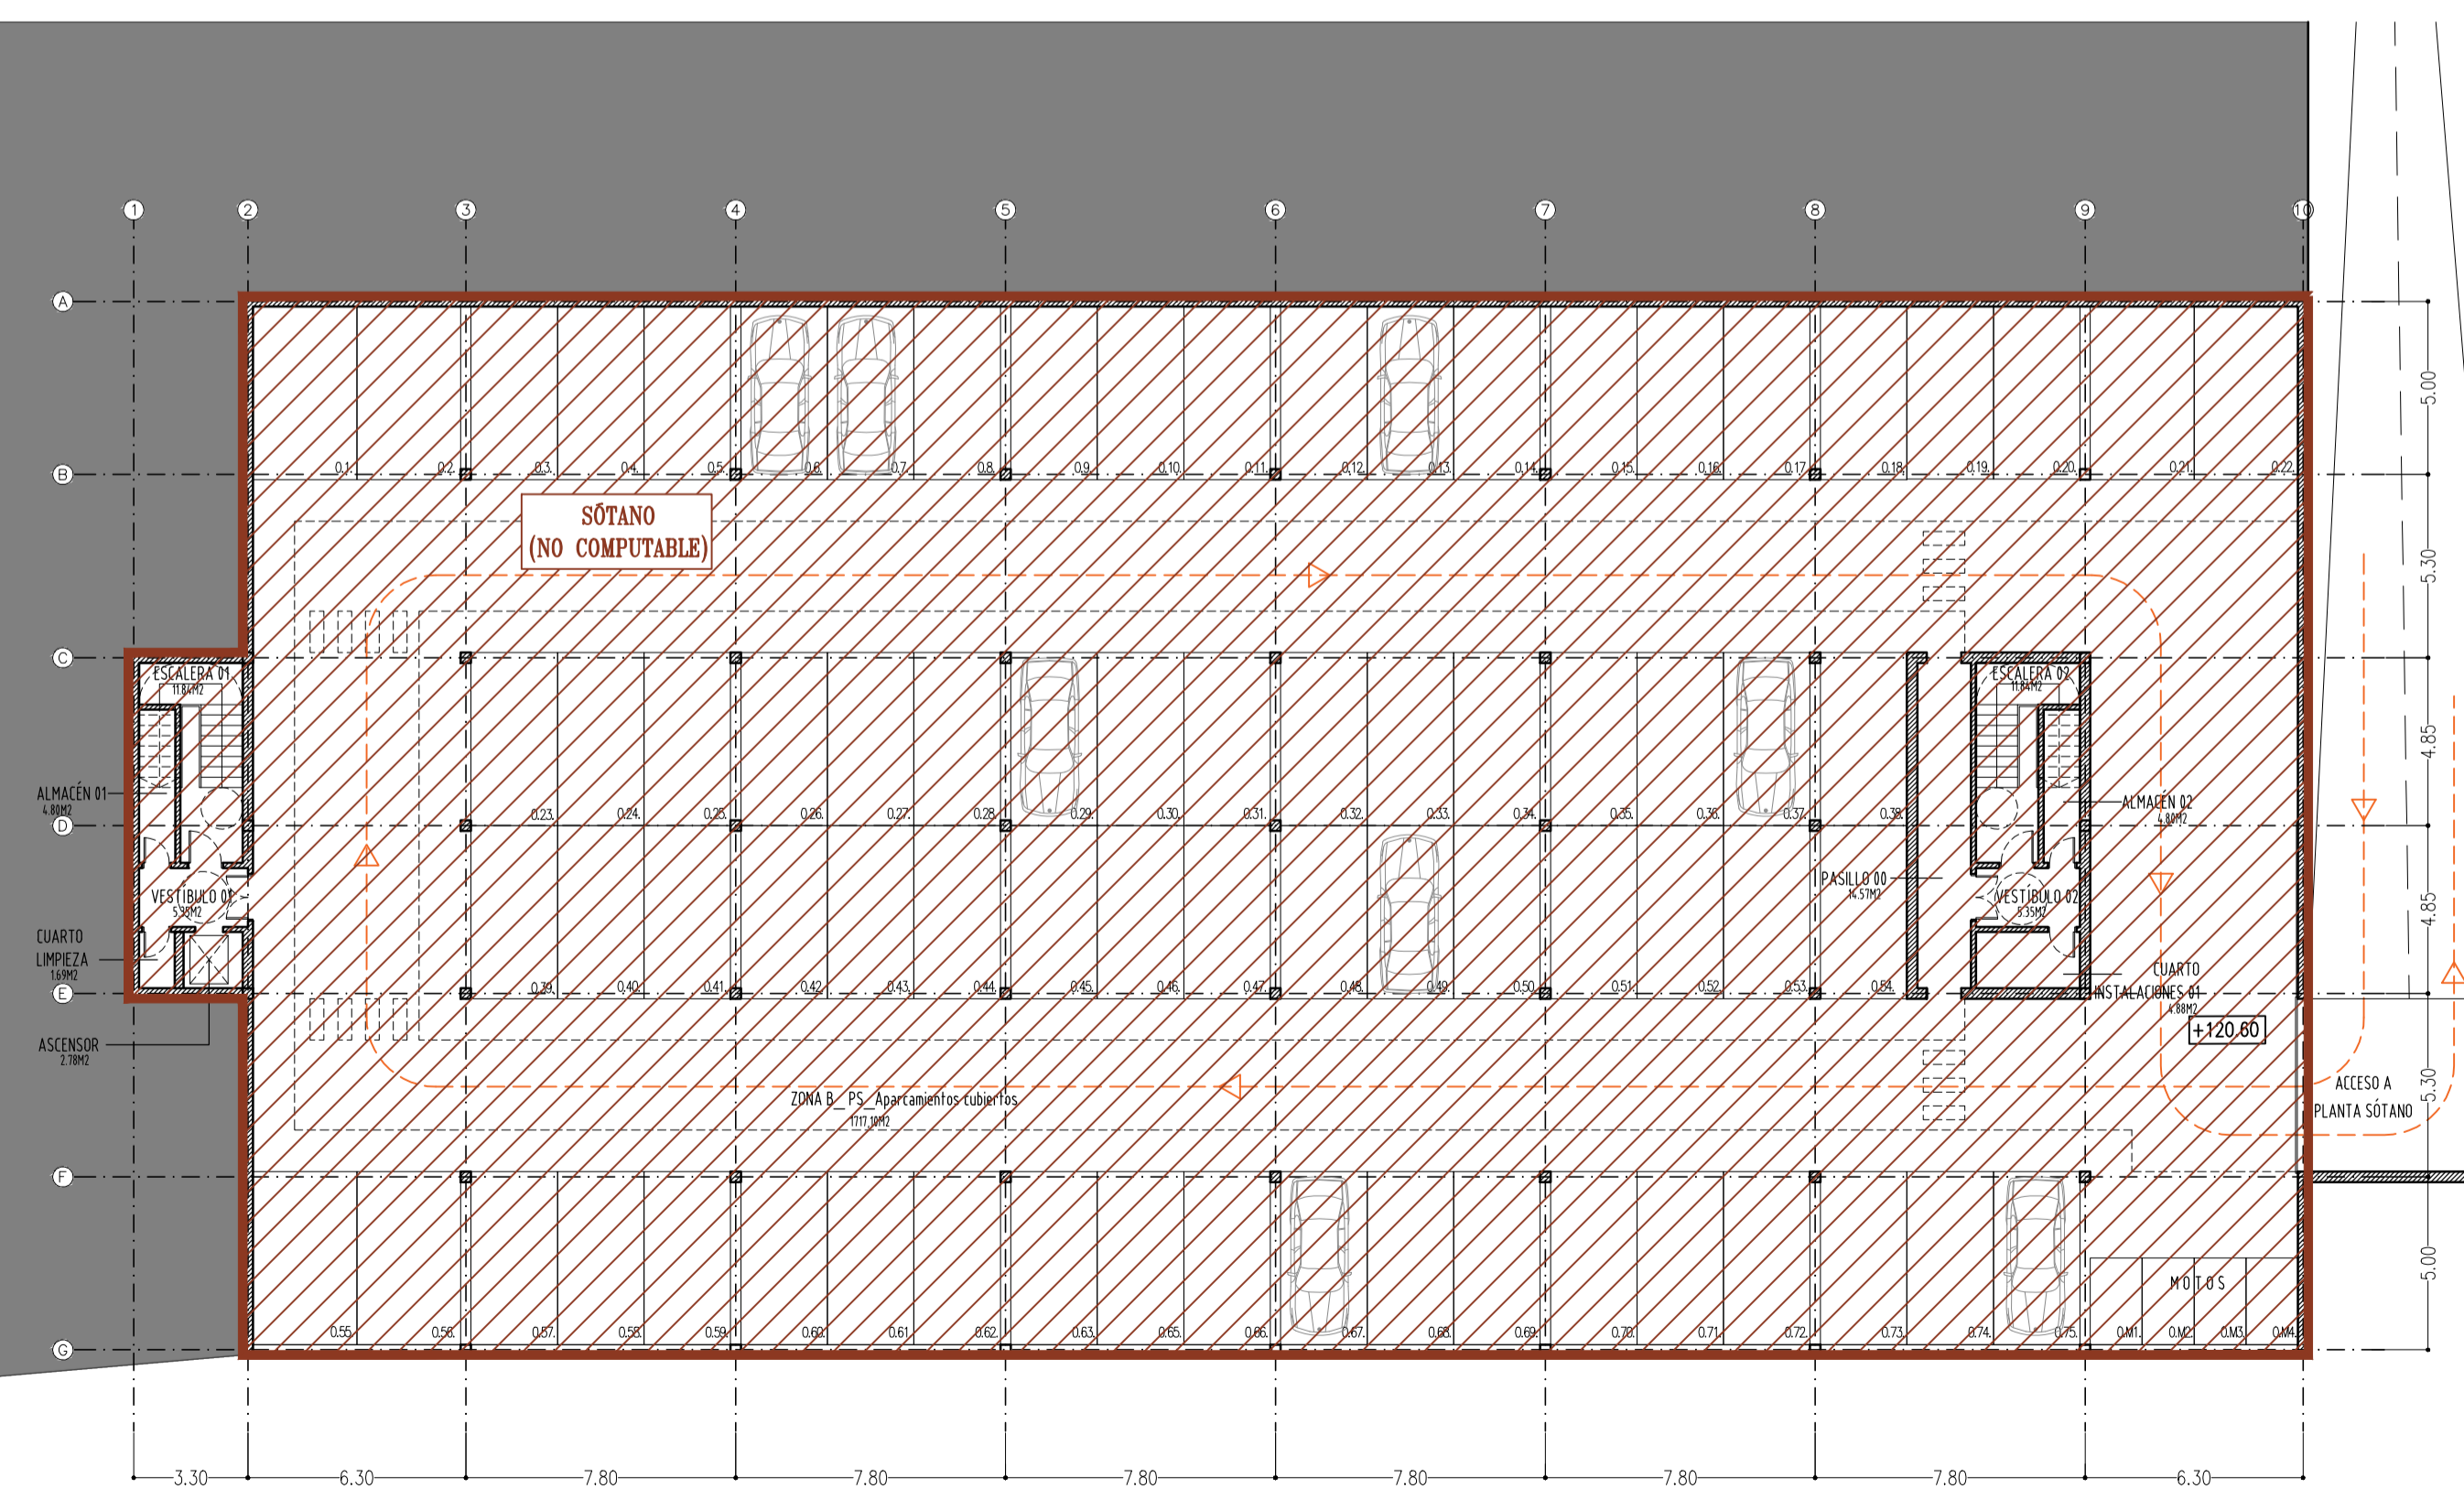 1 2 3 4 5 6 7 8 9 10
A
5.00
B
0.1. 0.2. 0.3. 0.4. 0.5. 0.6. 0.7. 0.8. 0.9. 0.10. 0.11. 0.12. 0.13. 0.14. 0.15. 0.16. 0.17. 0.18. 0.19. 0.20. 0.21. 0.22.
SÓTANO
(NO COMPUTABLE)
5.30
C
ESCALERA 01
11.84M2
ESCALERA 02
11.84M2
4.85
ALMACÉN 01
4.80M2
ALMACÉN 02
4.80M2
0.23. 0.24. 0.25. 0.26. 0.27. 0.28. 0.29. 0.30. 0.31. 0.32. 0.33. 0.34. 0.35. 0.36. 0.37. 0.38.
D
PASILLO 00
14.57M2
VESTÍBULO 01
5.35M2
VESTÍBULO 02
5.35M2
4.85
CUARTO
LIMPIEZA
1.69M2
CUARTO
INSTALACIONES 01
4.88M2
0.39. 0.40. 0.41. 0.42. 0.43. 0.44. 0.45. 0.46. 0.47. 0.48. 0.49. 0.50. 0.51. 0.52. 0.53. 0.54.
E
+120.60
ASCENSOR
2.78M2
5.30
ACCESO A
PLANTA SÓTANO
ZONA B_ PS_Aparcamientos cubiertos
1717.10M2
F
5.00
MOTOS
0.55. 0.56. 0.57. 0.58. 0.59. 0.60. 0.61 0.62. 0.63. 0.65. 0.66. 0.67. 0.68. 0.69. 0.70. 0.71. 0.72. 0.73. 0.74. 0.75. 0.M1. 0.M2. 0.M3. 0.M4.
G
3.30 6.30 7.80 7.80 7.80 7.80 7.80 7.80 6.30